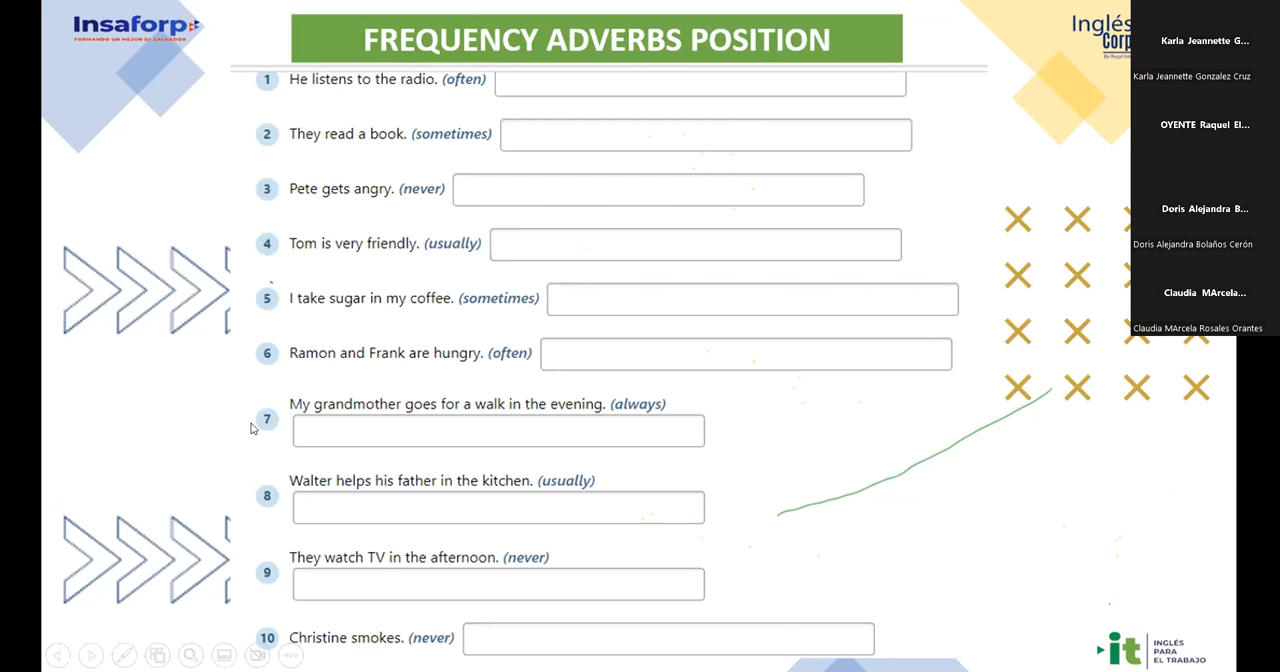 Insaforp
FORMANDO UN MEJOR EL SALVADOR
FREQUENCY ADVERBS POSITION
Inglés
Corp
1 He listens to the radio. (often)
2 They read a book. (sometimes)
3 Pete gets angry. (never)
4 Tom is very friendly. (usually)
5 I take sugar in my coffee. (sometimes)
6 Ramon and Frank are hungry. (often)
7 My grandmother goes for a walk in the evening. (always)
8 Walter helps his father in the kitchen. (usually)
9 They watch TV in the afternoon. (never)
10 Christine smokes. (never)
Karla Jeannette G...
Karla Jeannette Gonzalez Cruz
OYENTE Raquel El...
Doris Alejandra B...
Doris Alejandra Bolaños Cerón
Claudia MArcela...
Claudia MArcela Rosales Orantes
it
INGLÉS
PARA
EL TRABAJO